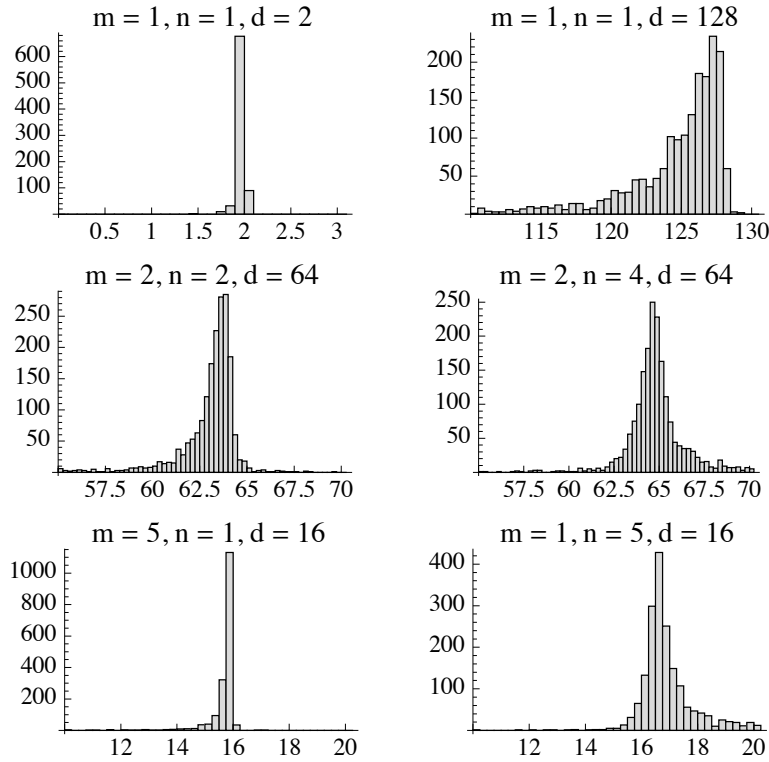 m = 1, n = 1, d = 2
600
500
400
300
200
100
0.5 1 1.5 2 2.5 3
m = 1, n = 1, d = 128
200
150
100
50
115 120 125 130
m = 2, n = 2, d = 64
250
200
150
100
50
57.5 60 62.5 65 67.5 70
m = 2, n = 4, d = 64
250
200
150
100
50
57.5 60 62.5 65 67.5 70
m = 5, n = 1, d = 16
1000
800
600
400
200
12 14 16 18 20
m = 1, n = 5, d = 16
400
300
200
100
12 14 16 18 20